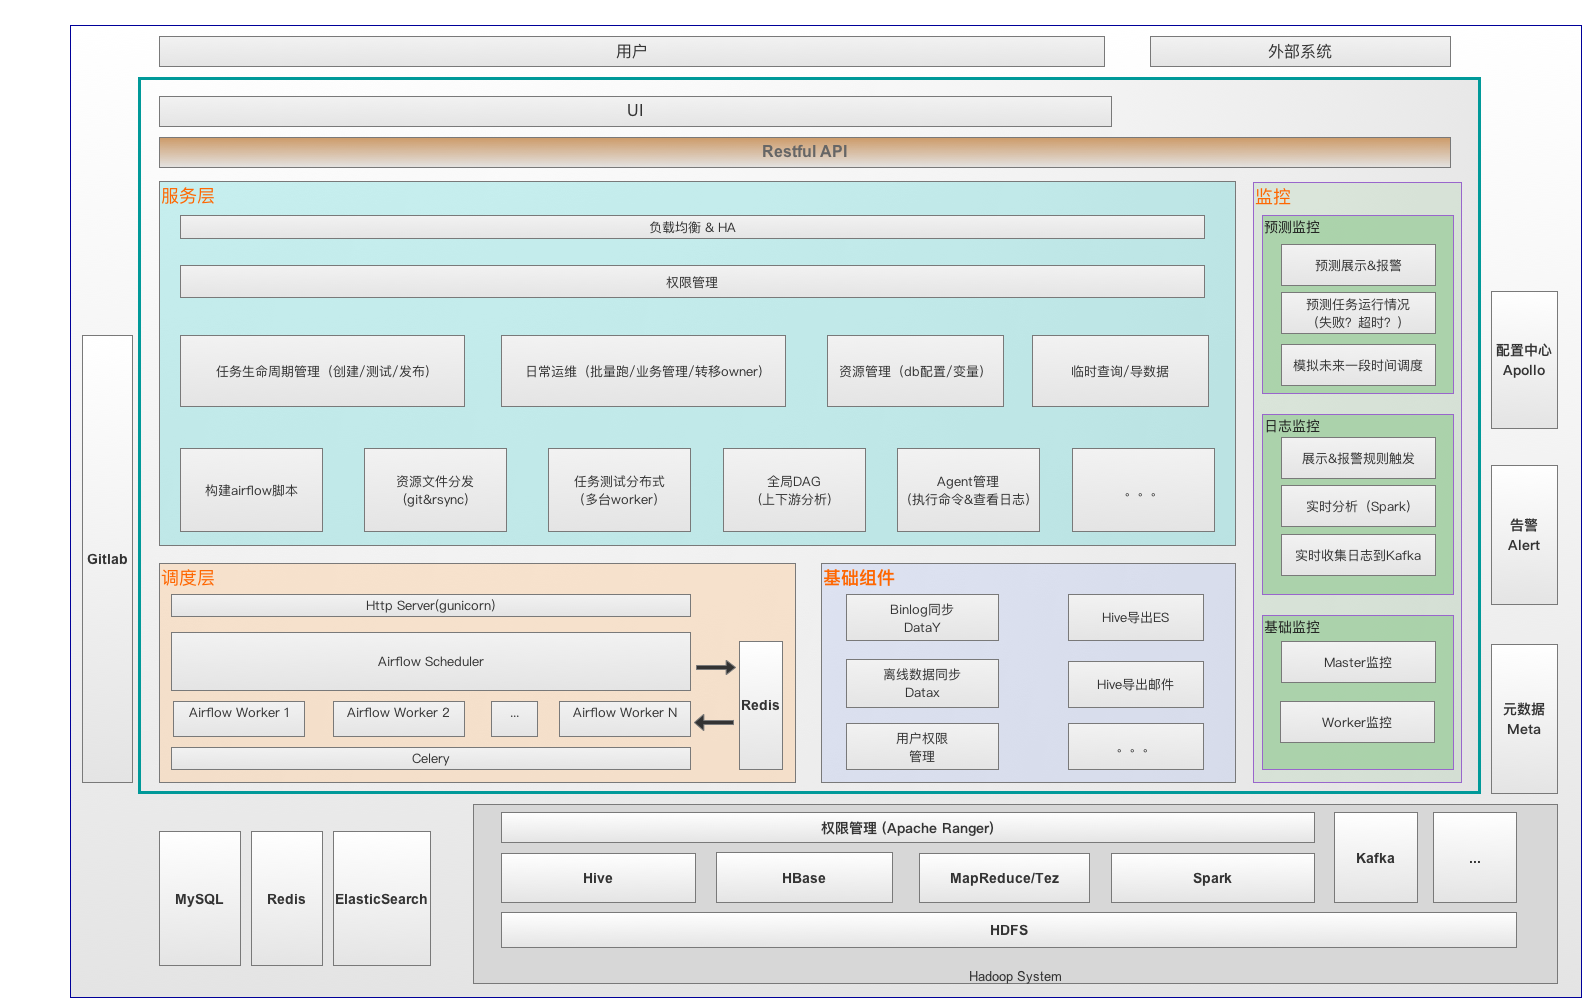 用户
外部系统
UI
Restful API
服务层
负载均衡 & HA
权限管理
任务生命周期管理（创建/测试/发布）
日常运维（批量跑/业务管理/转移owner）
资源管理（db配置/变量）
临时查询/导数据
构建airflow脚本
资源文件分发
(git&rsync)
任务测试分布式
(多台worker)
全局DAG
(上下游分析)
Agent管理
(执行命令&查看日志)
。。。
监控
预测监控
预测展示&报警
预测任务运行情况
（失败？超时？）
模拟未来一段时间调度
日志监控
展示&报警规则触发
实时分析（Spark）
实时收集日志到Kafka
基础监控
Master监控
Worker监控
Gitlab
配置中心
Apollo
告警
Alert
元数据
Meta
调度层
Http Server(gunicorn)
Airflow Scheduler
Airflow Worker 1
Airflow Worker 2
...
Airflow Worker N
Celery
Redis
基础组件
Binlog同步
DataY
Hive导出ES
离线数据同步
Datax
Hive导出邮件
用户权限
管理
。。。
MySQL
Redis
ElasticSearch
权限管理 (Apache Ranger)
Kafka
...
Hive
HBase
MapReduce/Tez
Spark
HDFS
Hadoop System